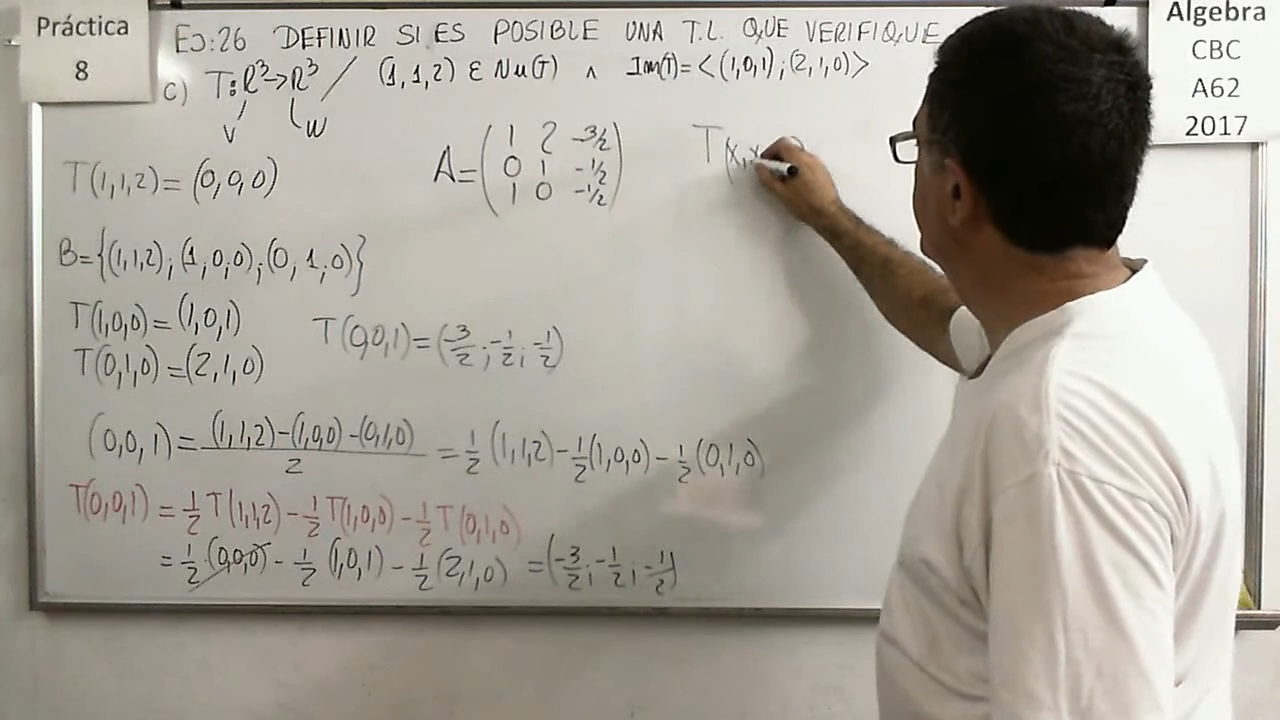 Práctica
8
Algebra
CBC
A62
2017
EJ:26 DEFINIR SI ES POSIBLE UNA T.L. QUE VERIFIQUE
c) T:R³→R³ / (1,1,2) ∈ Nu(T) ∧ Im(T)=<(1,0,1);(2,1,0)>
V W
T(1,1,2)=(0,0,0)
A=(1 2 -3/2
0 1 -1/2
1 0 -1/2)
T(x,
B={(1,1,2);(1,0,0);(0,1,0)}
T(1,0,0)=(1,0,1)
T(0,1,0)=(2,1,0)
T(0,0,1)=(-3/2;-1/2;-1/2)
(0,0,1)=((1,1,2)-(1,0,0)-(0,1,0))/2 = 1/2 (1,1,2)-1/2(1,0,0)-1/2(0,1,0)
T(0,0,1)=1/2 T(1,1,2)-1/2 T(1,0,0)-1/2 T(0,1,0)
=1/2·(0,0,0)-1/2 (1,0,1)-1/2(2,1,0) =(-3/2;-1/2;-1/2)